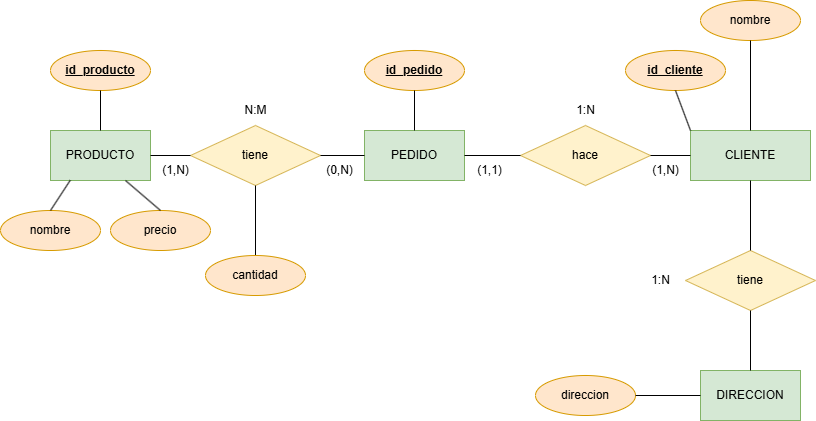 nombre
id_producto
id_pedido
id_cliente
N:M
1:N
PRODUCTO
tiene
PEDIDO
hace
CLIENTE
(1,N)
(0,N)
(1,1)
(1,N)
nombre
precio
cantidad
1:N
tiene
direccion
DIRECCION